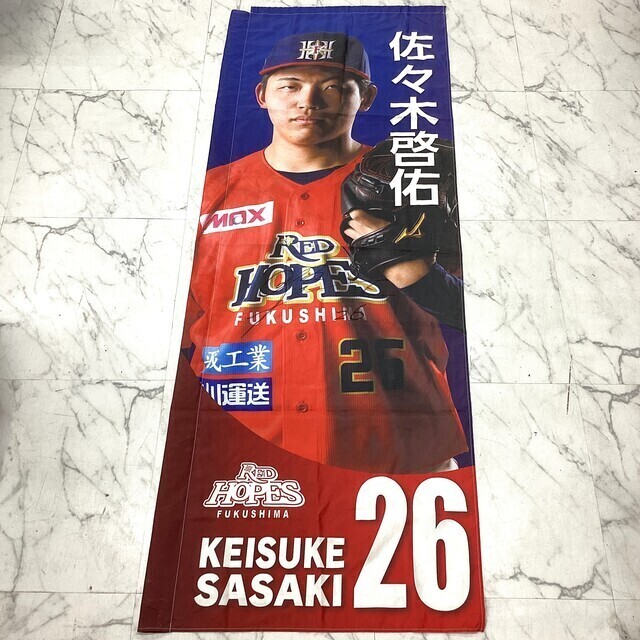 佐々木啓佑
MAX
RED
HOPES
FUKUSHIMA
工業
川運送
26
RED
HOPES
FUKUSHIMA
KEISUKE
SASAKI
26